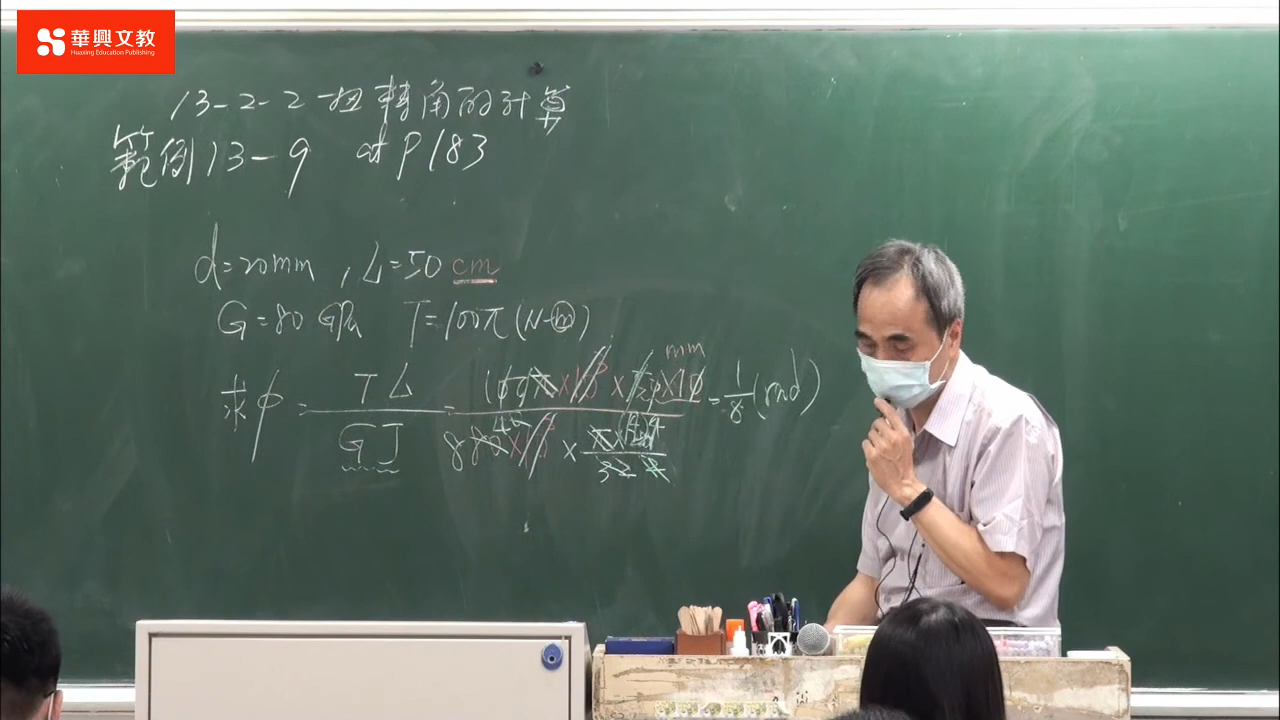 華興文教
Huaxing Education Publishing
13-2-2 扭轉角的計算
範例13-9 at P183
d=20mm , L=50 cm
G=80 GPa T=100π(N-m)
mm
求φ = TL / GJ = = 1/8 (rad)